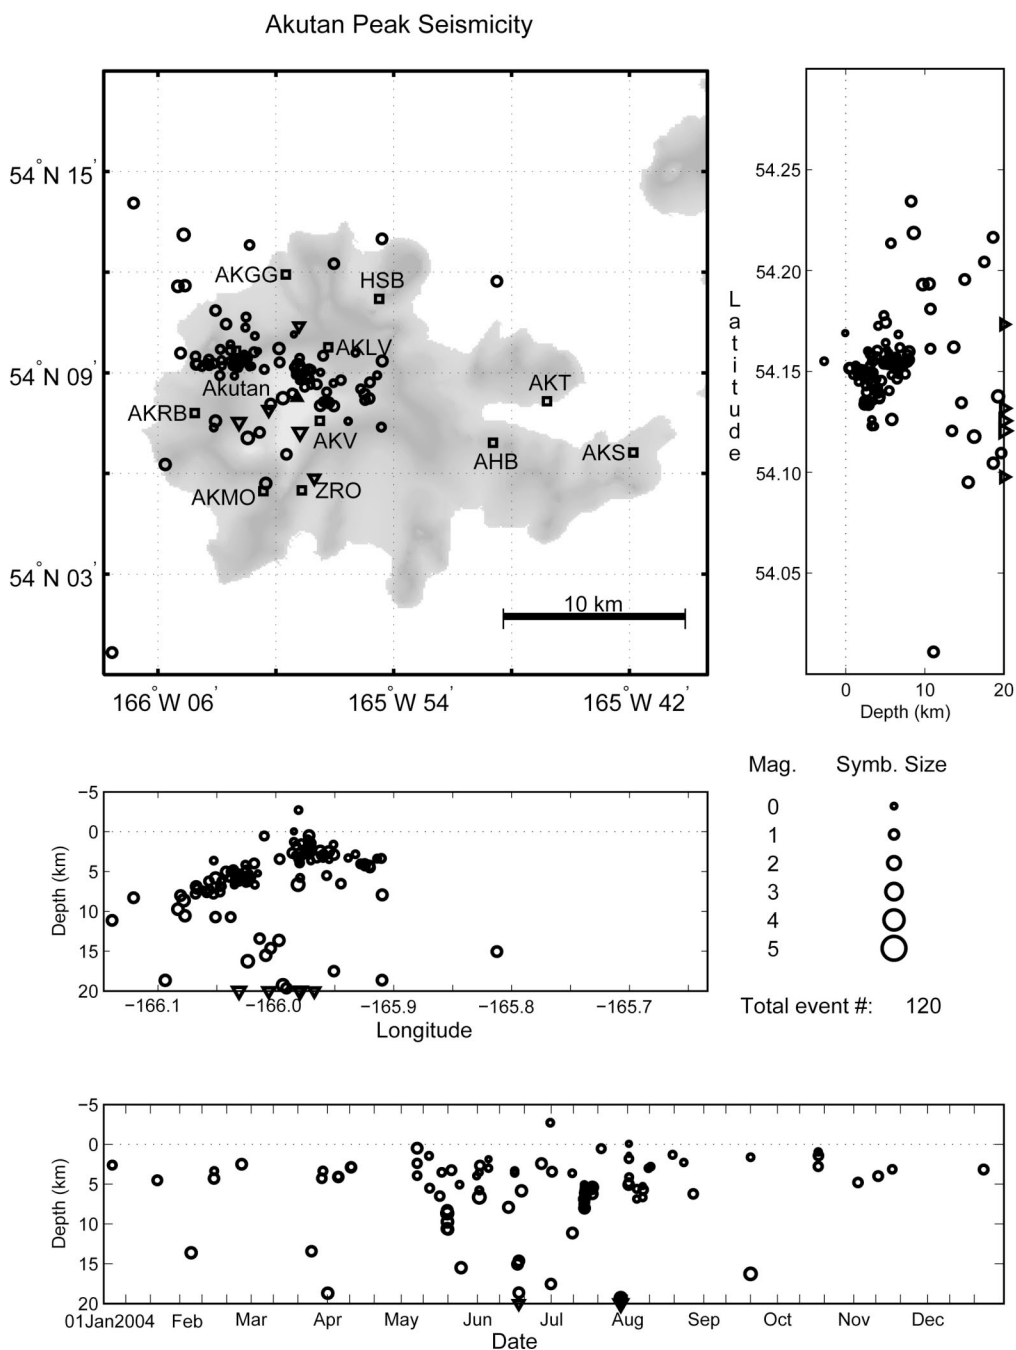 Akutan Peak Seismicity
54°N 15'
54°N 09'
54°N 03'
AKGG
HSB
AKLV
Akutan
AKRB
AKV
AKT
AHB
AKS
AKMO
ZRO
10 km
166°W 06'
165°W 54'
165°W 42'
Latitude
54.25
54.20
54.15
54.10
54.05
0 10 20
Depth (km)
−5
0
5
10
15
20
Depth (km)
−166.1 −166.0 −165.9 −165.8 −165.7
Longitude
Mag. Symb. Size
0
1
2
3
4
5
Total event #: 120
−5
0
5
10
15
20
Depth (km)
01Jan2004 Feb Mar Apr May Jun Jul Aug Sep Oct Nov Dec
Date